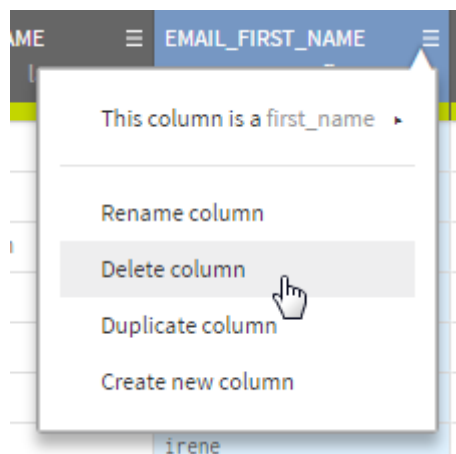 AME EMAIL_FIRST_NAME
This column is a first_name
Rename column
Delete column
Duplicate column
Create new column
irene